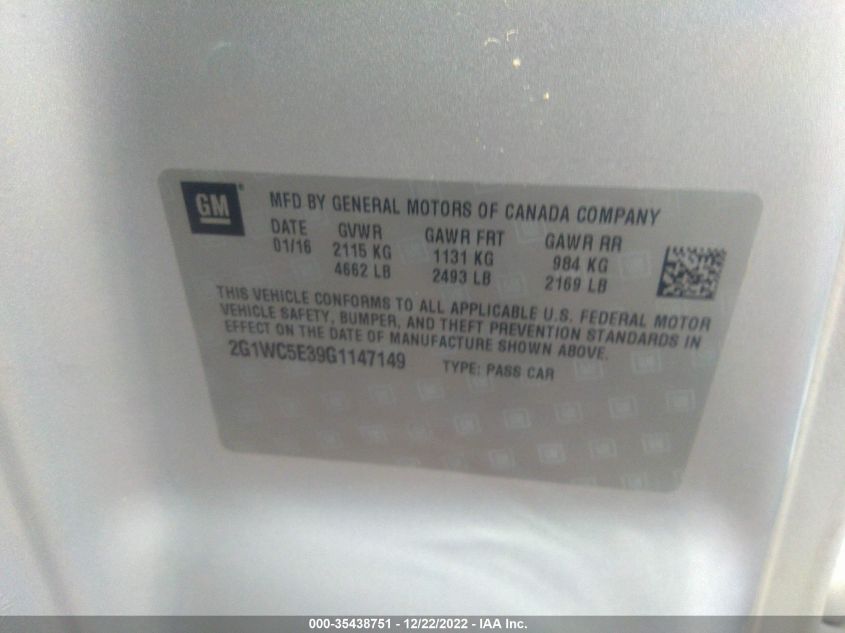 GM ®
MFD BY GENERAL MOTORS OF CANADA COMPANY
DATE GVWR GAWR FRT GAWR RR
01/16 2115 KG 1131 KG 984 KG
4662 LB 2493 LB 2169 LB
THIS VEHICLE CONFORMS TO ALL APPLICABLE U.S. FEDERAL MOTOR
VEHICLE SAFETY, BUMPER, AND THEFT PREVENTION STANDARDS IN
EFFECT ON THE DATE OF MANUFACTURE SHOWN ABOVE.
2G1WC5E39G1147149 TYPE: PASS CAR
000-35438751 - 12/22/2022 - IAA Inc.